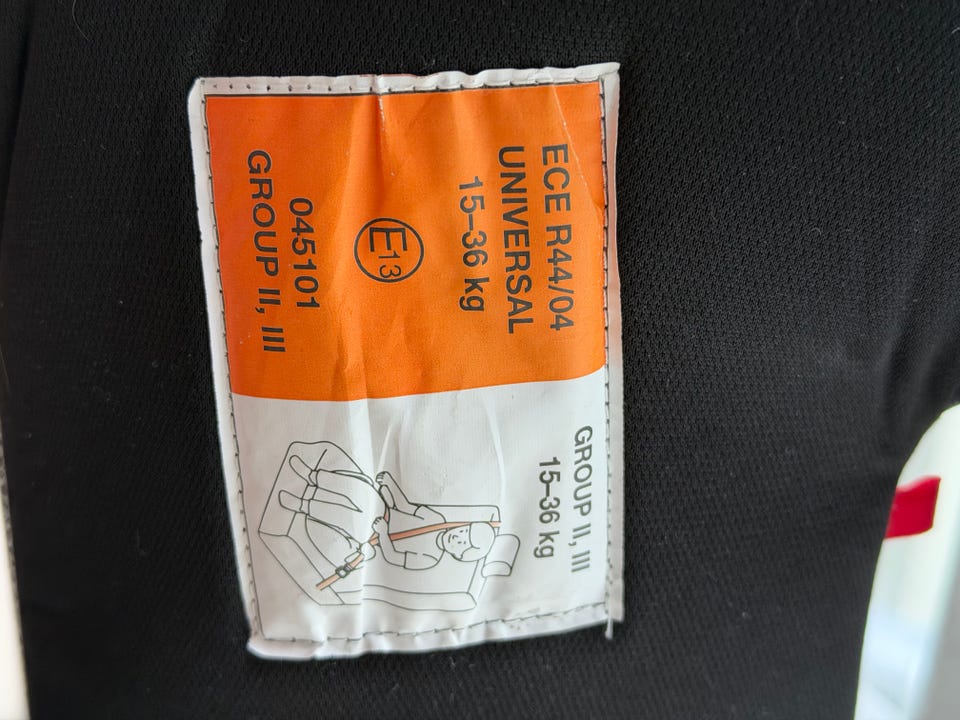 ECE R44/04
UNIVERSAL
15–36 kg
E13
045101
GROUP II, III
GROUP II, III
15–36 kg